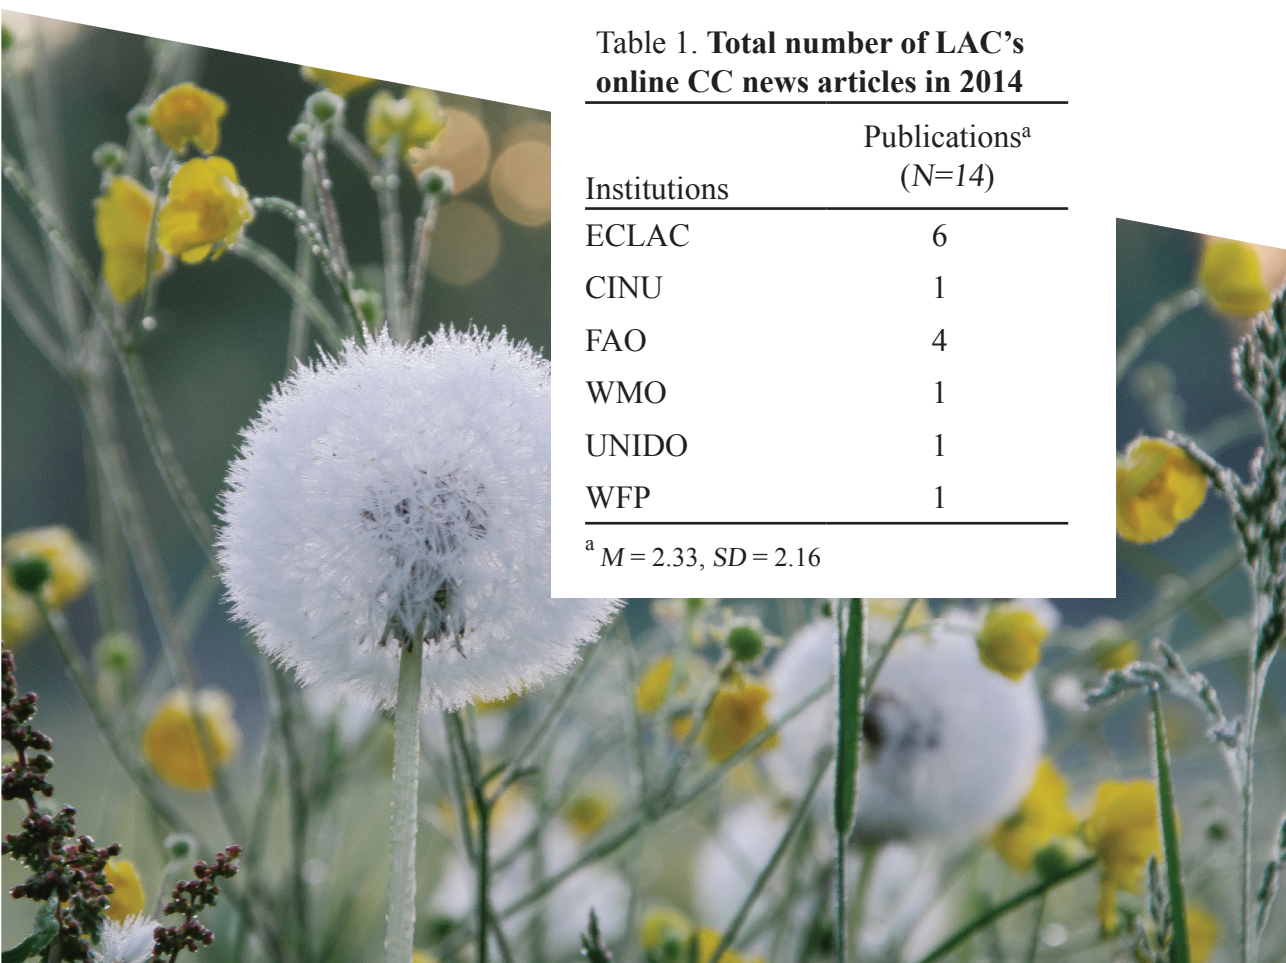 Table 1. Total number of LAC’s
online CC news articles in 2014
Publicationsᵃ
(N=14)
Institutions
ECLAC 6
CINU 1
FAO 4
WMO 1
UNIDO 1
WFP 1
ᵃ M = 2.33, SD = 2.16